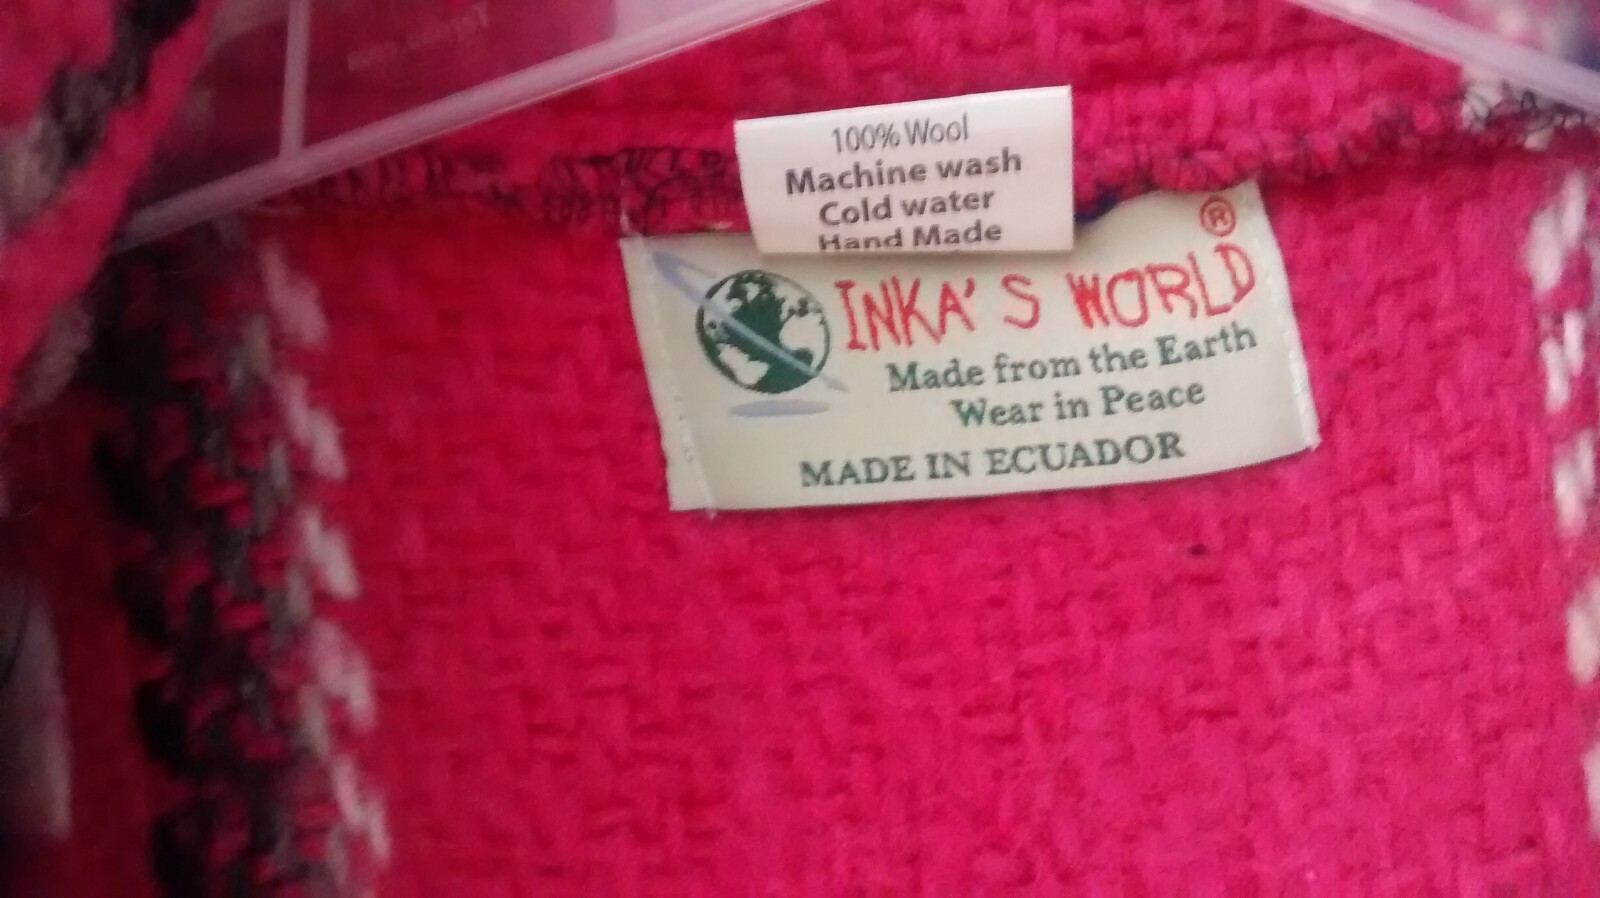 100% Wool
Machine wash
Cold water
Hand Made
®
INKA'S WORLD
Made from the Earth
Wear in Peace
MADE IN ECUADOR